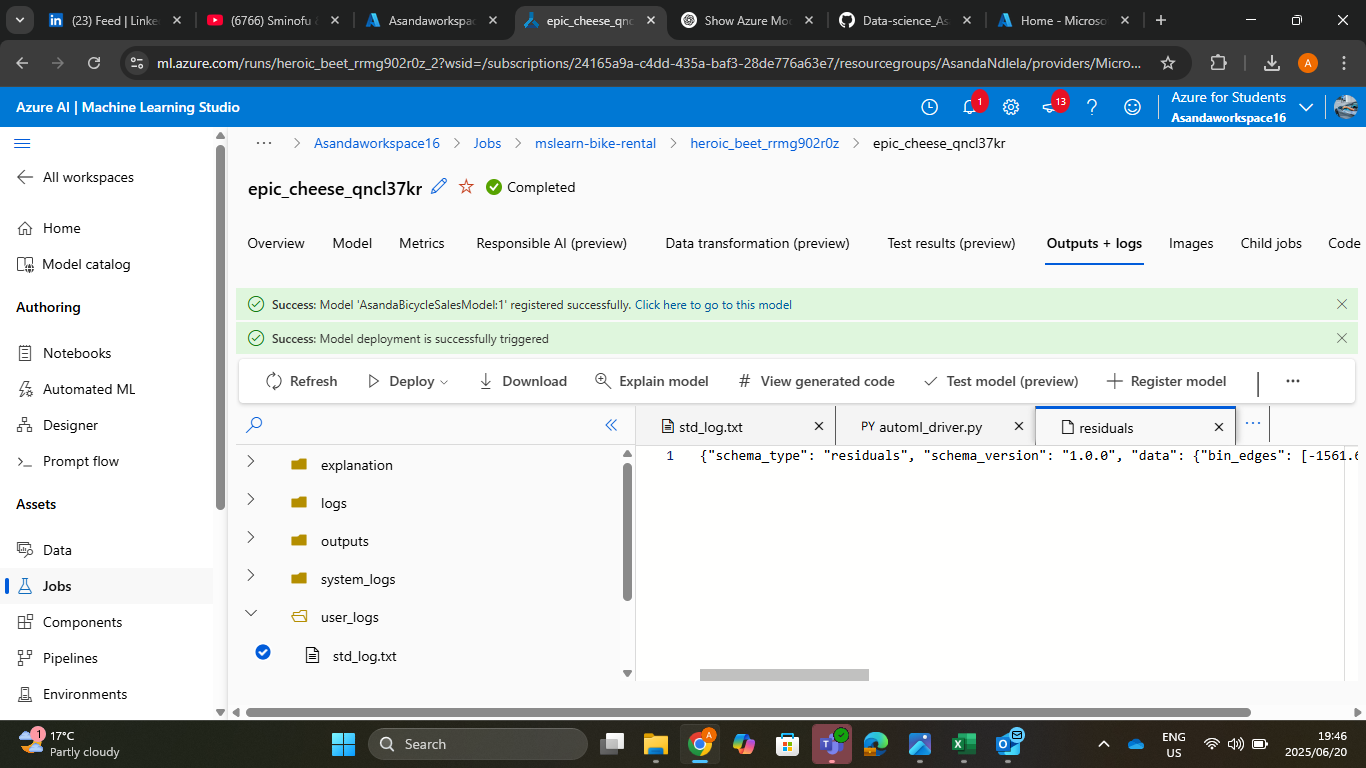 (23) Feed | Linke
(6766) Sminofu &
Asandaworkspac
epic_cheese_qnc
Show Azure Moc
Data-science_As
Home - Microso
ml.azure.com/runs/heroic_beet_rrmg902r0z_2?wsid=/subscriptions/24165a9a-c4dd-435a-baf3-28de776a63e7/resourcegroups/AsandaNdlela/providers/Micro...
A
Azure AI | Machine Learning Studio
1
13
Azure for Students
Asandaworkspace16
... > Asandaworkspace16 > Jobs > mslearn-bike-rental > heroic_beet_rrmg902r0z > epic_cheese_qncl37kr
All workspaces
Home
Model catalog
Authoring
Notebooks
Automated ML
Designer
Prompt flow
Assets
Data
Jobs
Components
Pipelines
Environments
epic_cheese_qncl37kr
Completed
Overview Model Metrics Responsible AI (preview) Data transformation (preview) Test results (preview) Outputs + logs Images Child jobs Code
Success: Model 'AsandaBicycleSalesModel:1' registered successfully. Click here to go to this model
Success: Model deployment is successfully triggered
Refresh Deploy Download Explain model # View generated code Test model (preview) Register model ...
explanation
logs
outputs
system_logs
user_logs
std_log.txt
std_log.txt PY automl_driver.py residuals ...
1 {"schema_type": "residuals", "schema_version": "1.0.0", "data": {"bin_edges": [-1561.6
1
17°C
Partly cloudy
Search
A
ENG
US
19:46
2025/06/20